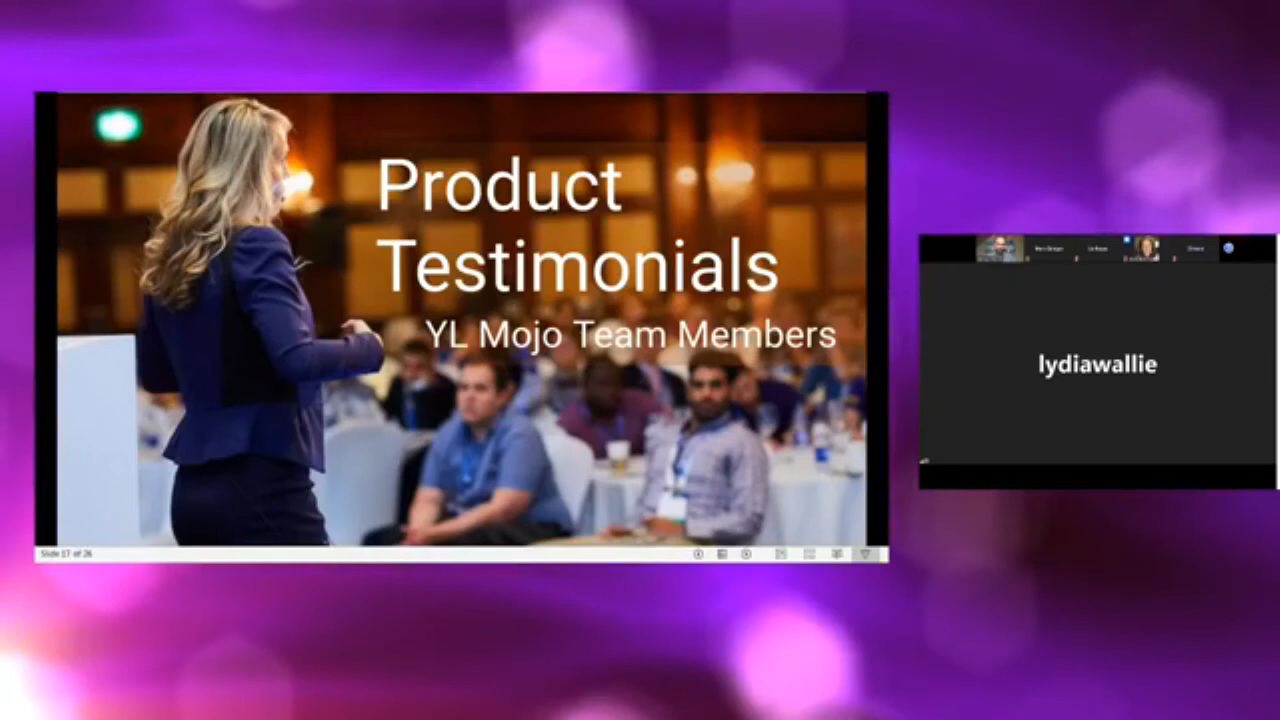 Product
Testimonials
YL Mojo Team Members
Slide 17 of 26
lydiawallie